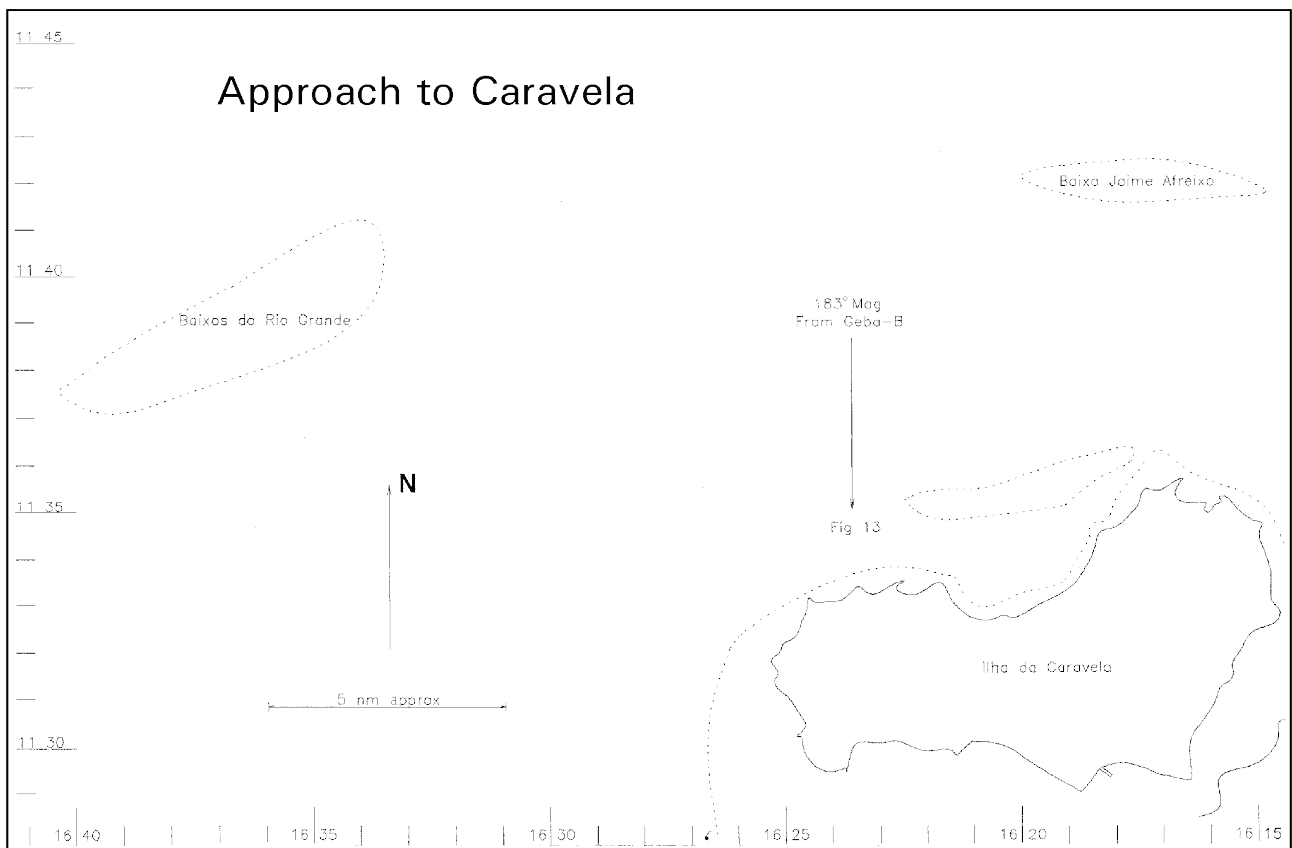 11 45
Approach to Caravela
Baixo Jaime Afreixo
11 40
183° Mag
From Geba-B
Baixos do Rio Grande
N
11 35
Fig 13
Ilha da Caravela
5 nm approx
11 30
16 40
16 35
16 30
16 25
16 20
16 15